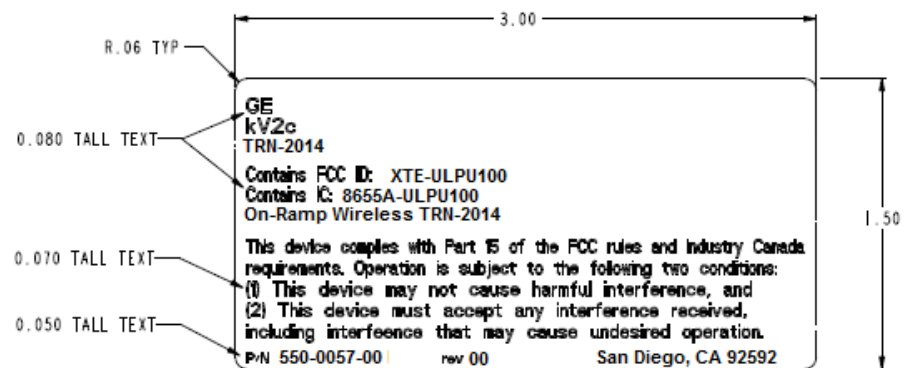 3.00
R.06 TYP
GE
kV2c
TRN-2014
0.080 TALL TEXT
Contains FCC ID: XTE-ULPU100
Contains IC: 8655A-ULPU100
On-Ramp Wireless TRN-2014
1.50
This device complies with Part 15 of the FCC rules and Industry Canada
requirements. Operation is subject to the following two conditions:
0.070 TALL TEXT
(1) This device may not cause harmful interference, and
(2) This device must accept any interference received,
including interfeence that may cause undesired operation.
0.050 TALL TEXT
P/N 550-0057-00 rev 00 San Diego, CA 92592